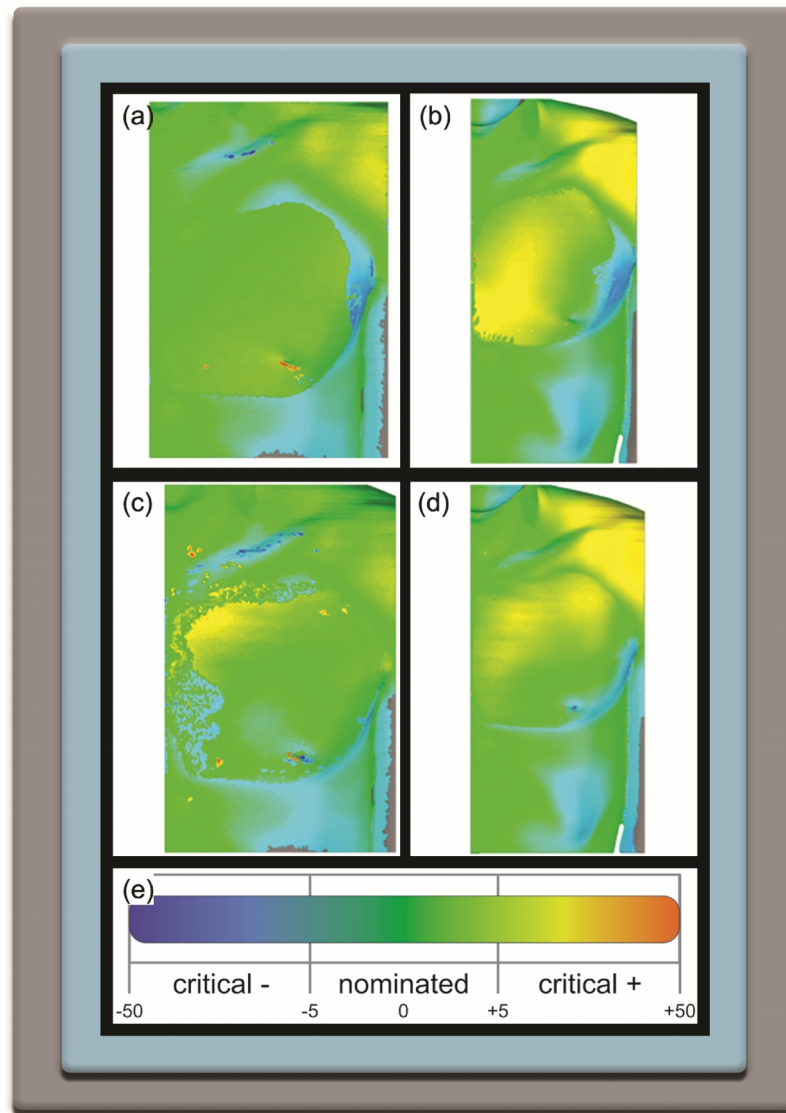 (a)
(b)
(c)
(d)
(e)
critical - nominated critical +
-50 -5 0 +5 +50